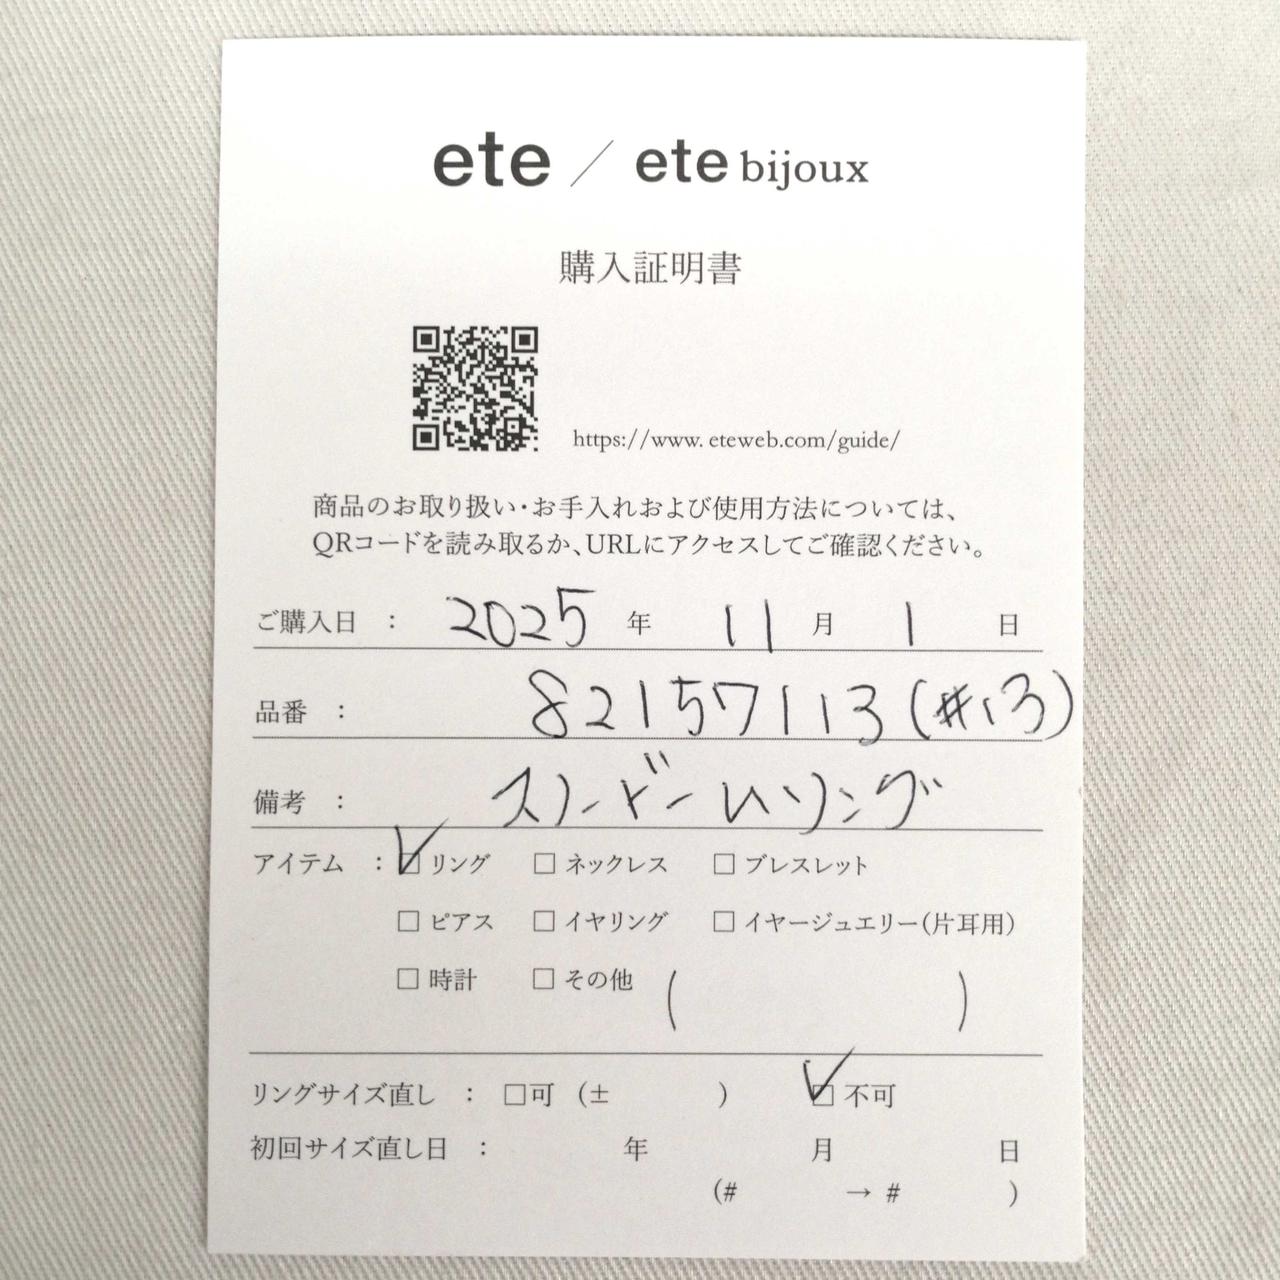 ete / ete bijoux
購入証明書
https://www.eteweb.com/guide/
商品のお取り扱い・お手入れおよび使用方法については、
QRコードを読み取るか、URLにアクセスしてご確認ください。
ご購入日 : 2025 年 11 月 1 日
品番 : 82157113(#13)
備考 : スノードームリング
アイテム : ☑ リング □ ネックレス □ ブレスレット
□ ピアス □ イヤリング □ イヤージュエリー(片耳用)
□ 時計 □ その他 ( )
リングサイズ直し : □可 (± ) ☑ 不可
初回サイズ直し日 : 年 月 日
(# → # )